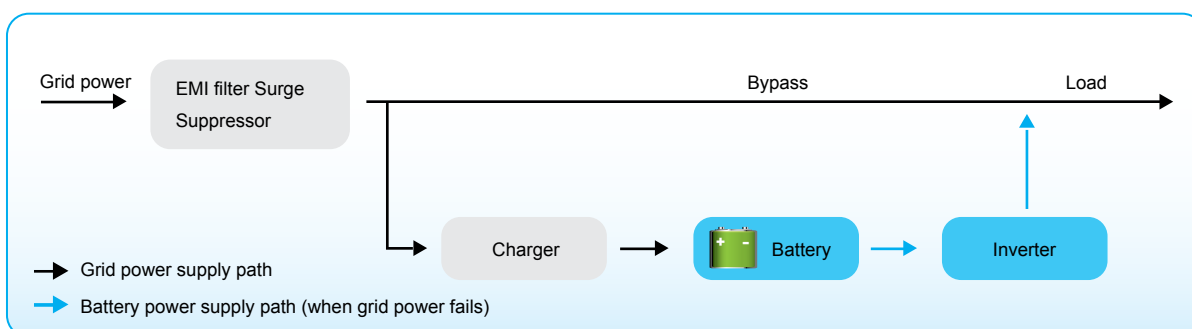 Grid power
EMI filter Surge
Suppressor
Bypass
Load
Charger
+ -
Battery
Inverter
Grid power supply path
Battery power supply path (when grid power fails)